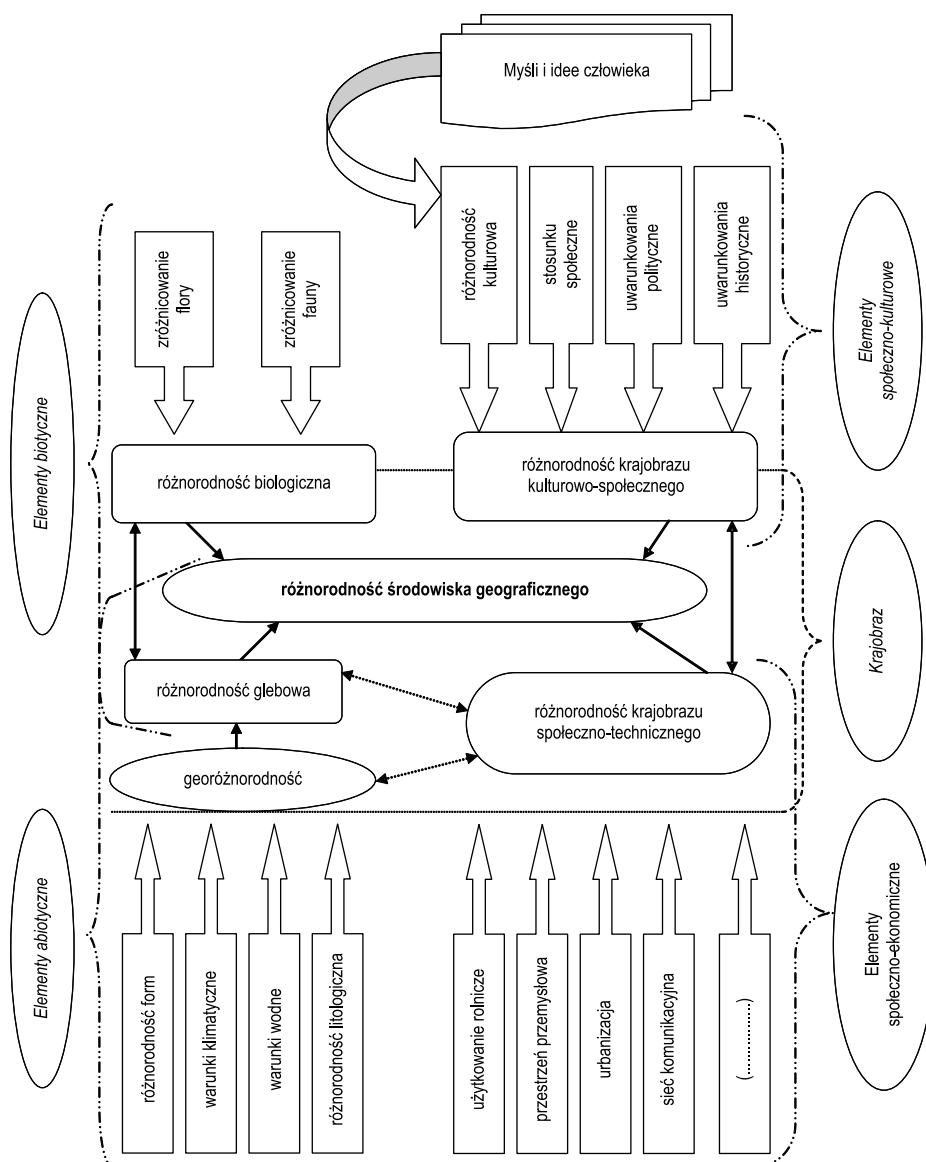 Myśli i idee człowieka
różnorodność
kulturowa
stosunku
społeczne
uwarunkowania
polityczne
uwarunkowania
historyczne
zróżnicowanie
flory
zróżnicowanie
fauny
Elementy
społeczno-kulturowe
Elementy biotyczne
różnorodność biologiczna
różnorodność krajobrazu
kulturowo-społecznego
różnorodność środowiska geograficznego
Krajobraz
różnorodność glebowa
różnorodność krajobrazu
społeczno-technicznego
georóżnorodność
Elementy abiotyczne
różnorodność form
warunki klimatyczne
warunki wodne
różnorodność litologiczna
użytkowanie rolnicze
przestrzeń przemysłowa
urbanizacja
sieć komunikacyjna
(............)
Elementy
społeczno-ekonomiczne